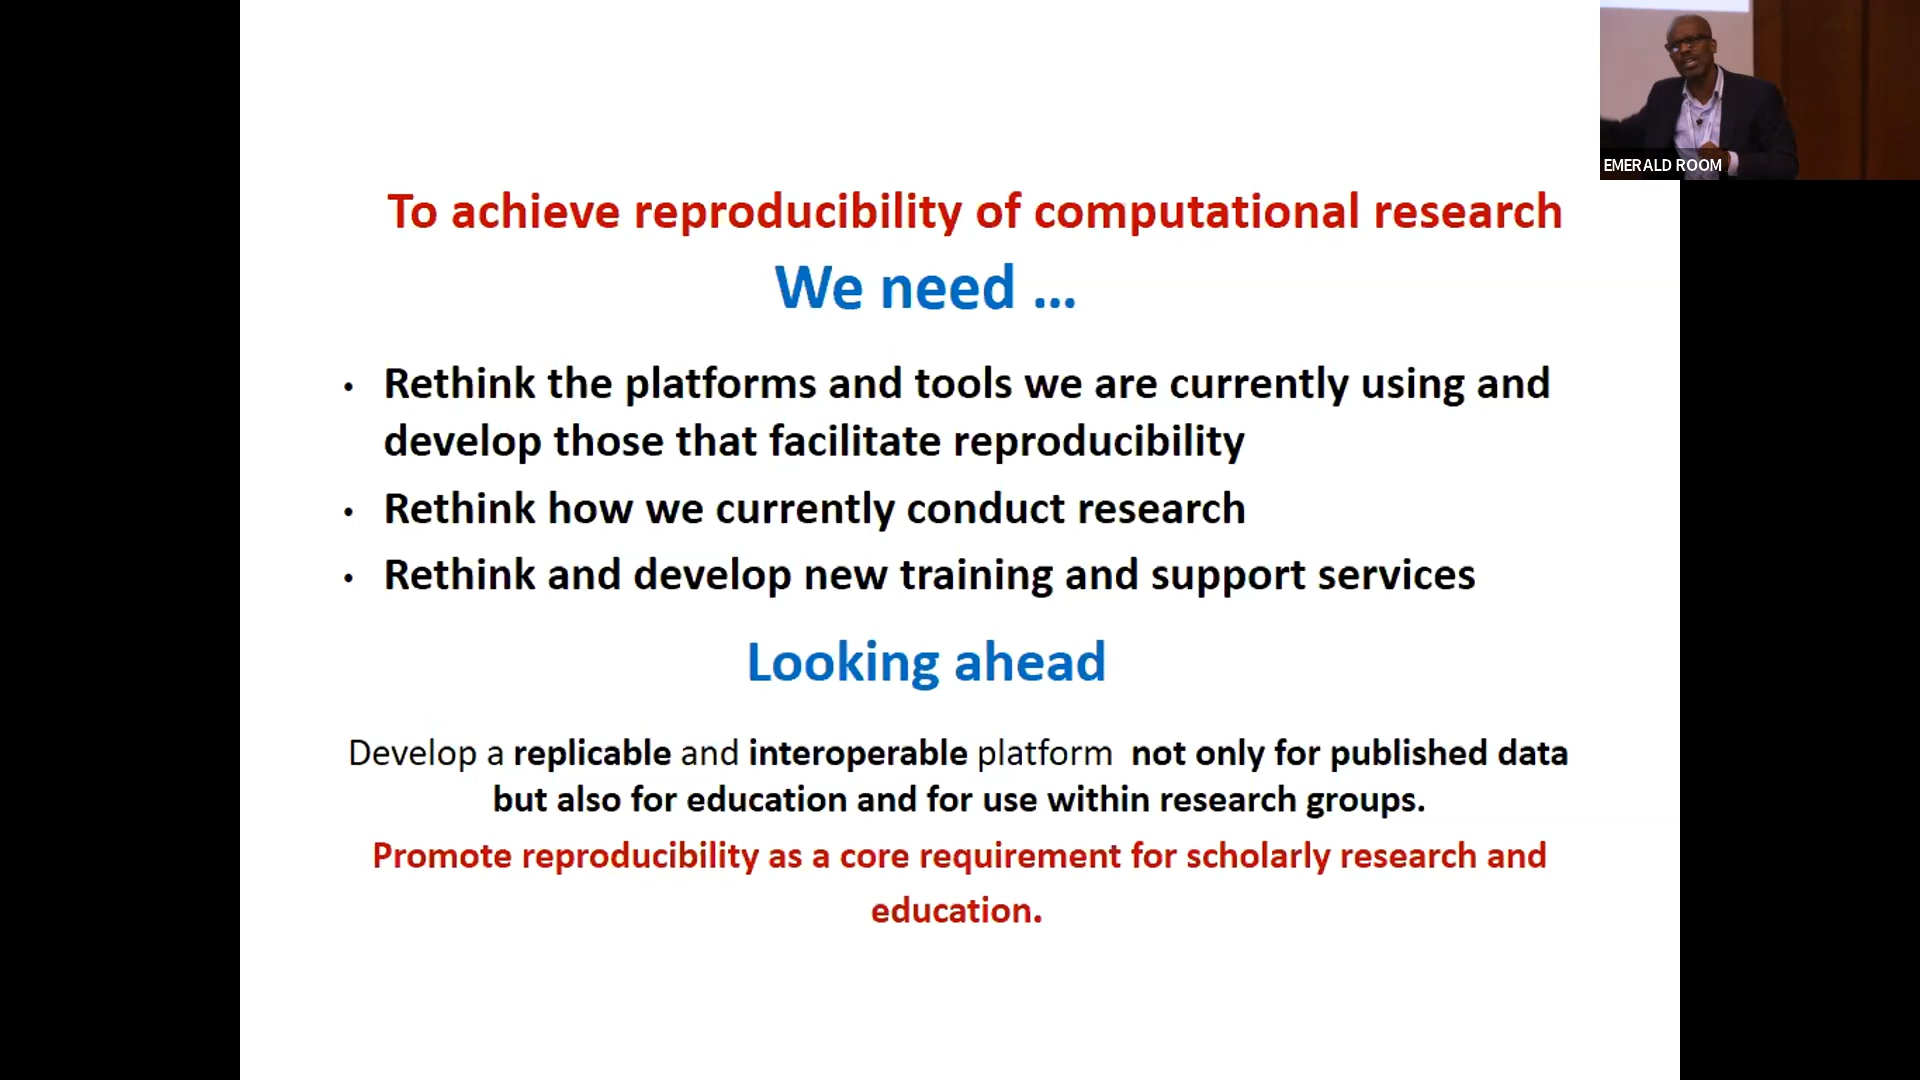 EMERALD ROOM
To achieve reproducibility of computational research
We need ...
• Rethink the platforms and tools we are currently using and
develop those that facilitate reproducibility
• Rethink how we currently conduct research
• Rethink and develop new training and support services
Looking ahead
Develop a replicable and interoperable platform not only for published data
but also for education and for use within research groups.
Promote reproducibility as a core requirement for scholarly research and
education.